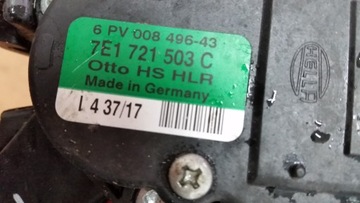 6 PV 008 496-43
7E1 721 503 C
Otto HS HLR
Made in Germany
L 4 37/17
HELLA